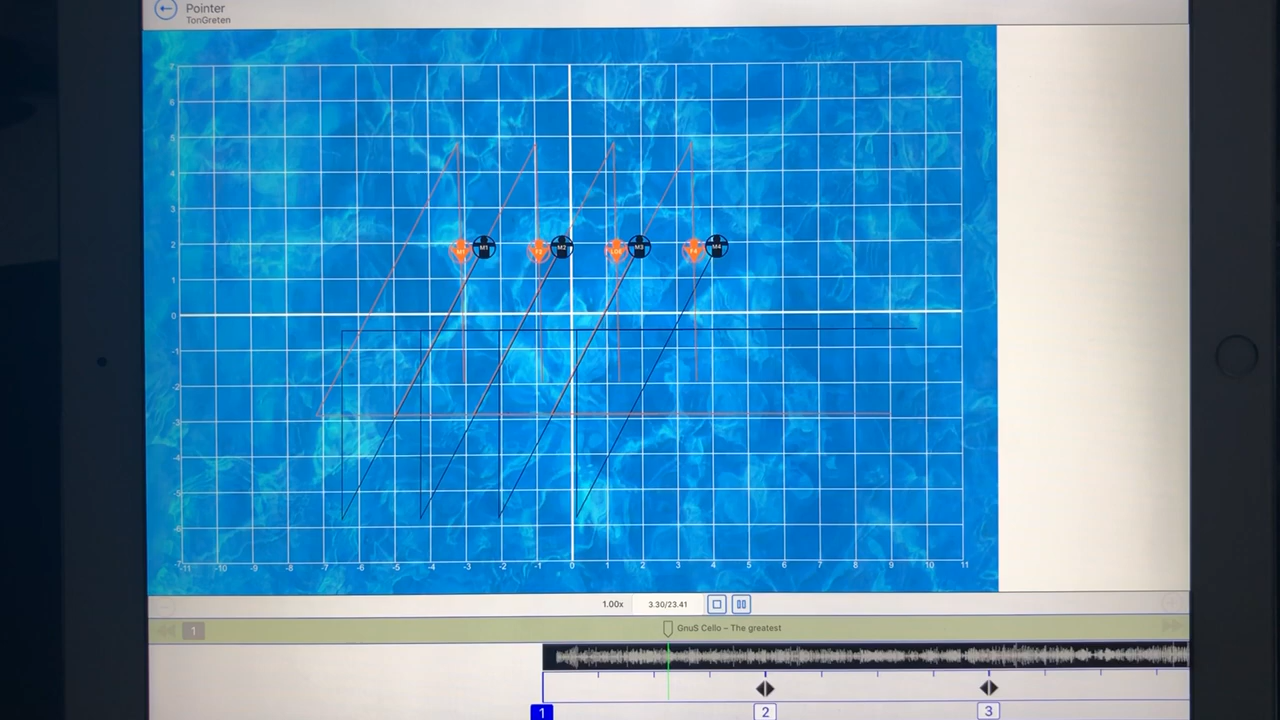 Pointer
TonGreten
7
6
5
4
3
2
1
0
-1
-2
-3
-4
-5
-6
-7
M1 M2 M3 F4 M4
F2
-11 -10 -9 -8 -7 -6 -5 -4 -3 -2 -1 0 1 2 3 4 5 6 7 8 9 10 11
1.00x 3.30/23.41
1 GnuS Cello – The greatest
1 2 3